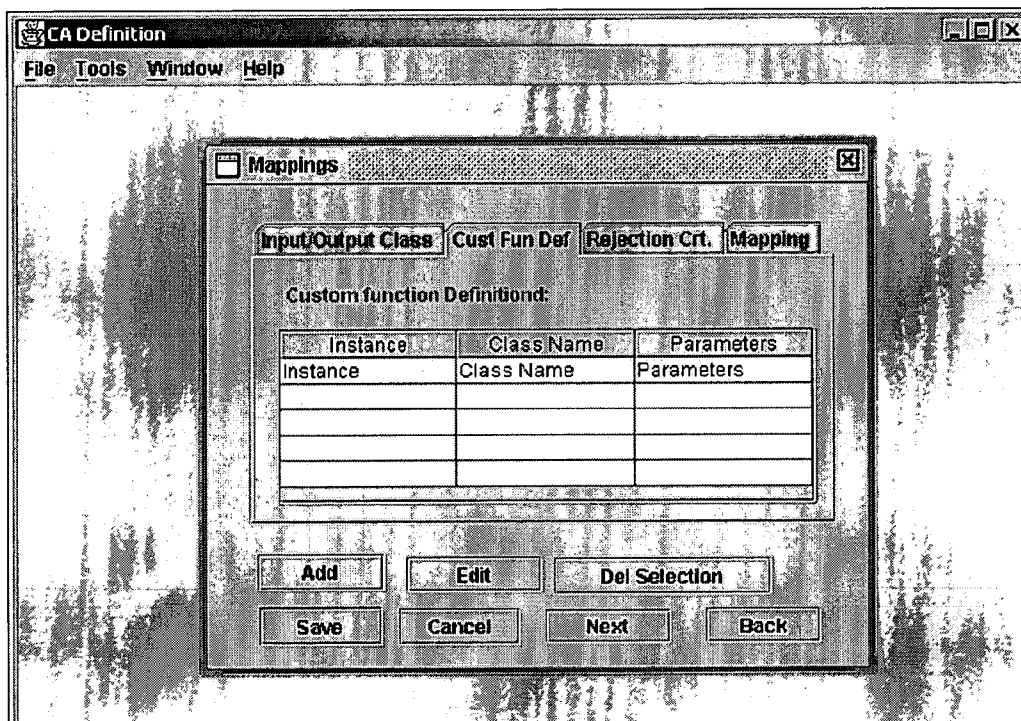 CA Definition
File Tools Window Help
Mappings
Input/Output Class Cust Fun Def Rejection Crt. Mapping
Custom function Definitiond:
Instance Class Name Parameters
Instance Class Name Parameters
Add Edit Del Selection
Save Cancel Next Back